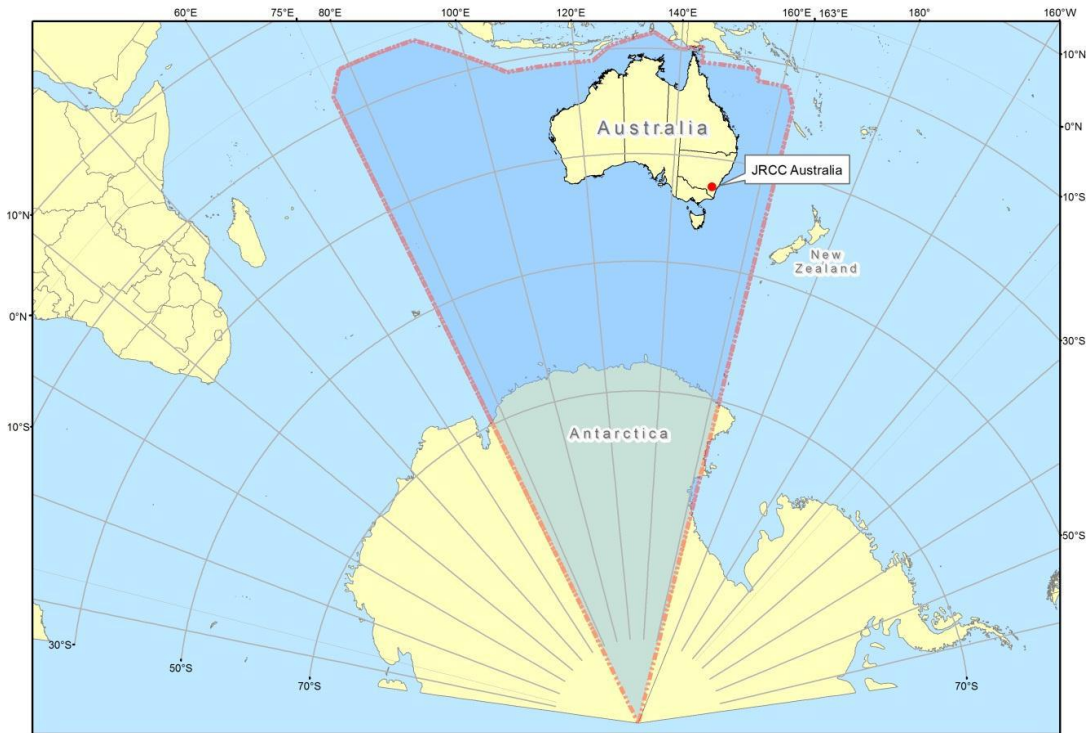 60°E
75°E
80°E
100°E
120°E
140°E
160°E
163°E
180°
160°W
10°N
0°N
10°S
30°S
50°S
10°N
0°N
10°S
30°S
50°S
70°S
70°S
Australia
JRCC Australia
New
Zealand
Antarctica